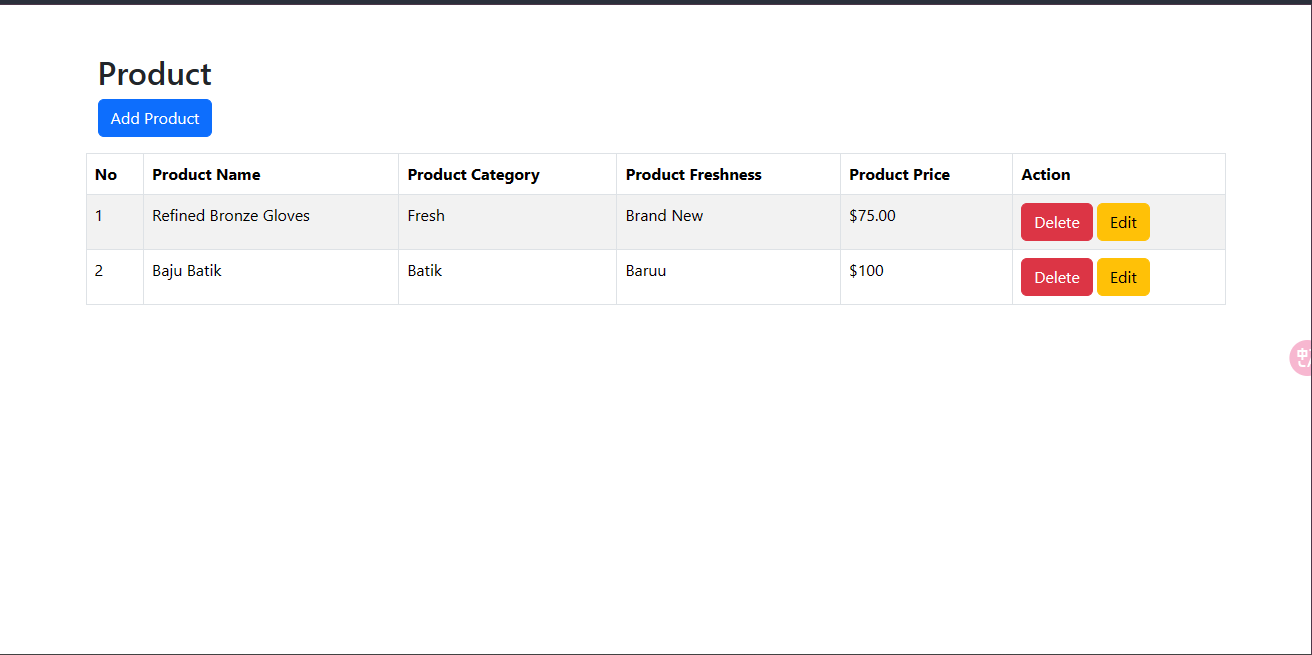 Product
Add Product
No Product Name Product Category Product Freshness Product Price Action
1 Refined Bronze Gloves Fresh Brand New $75.00 Delete Edit
2 Baju Batik Batik Baruu $100 Delete Edit
中